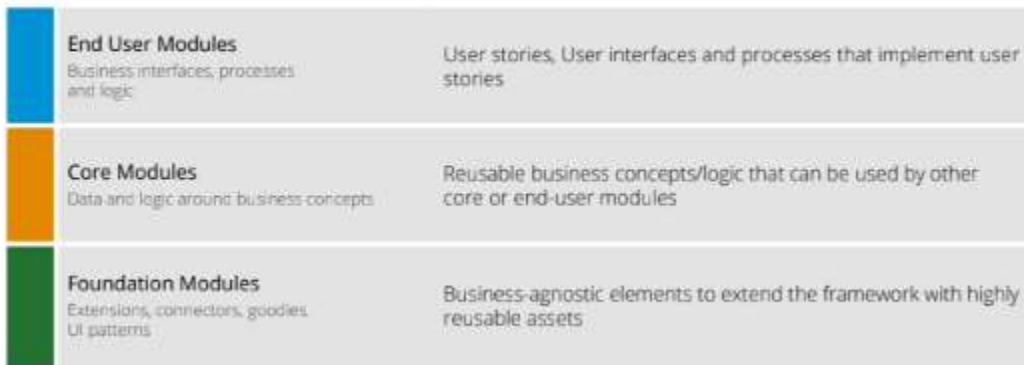 End User Modules
Business interfaces, processes
and logic
User stories, User interfaces and processes that implement user
stories
Core Modules
Data and logic around business concepts
Reusable business concepts/logic that can be used by other
core or end-user modules
Foundation Modules
Extensions, connectors, goodies
UI patterns
Business-agnostic elements to extend the framework with highly
reusable assets